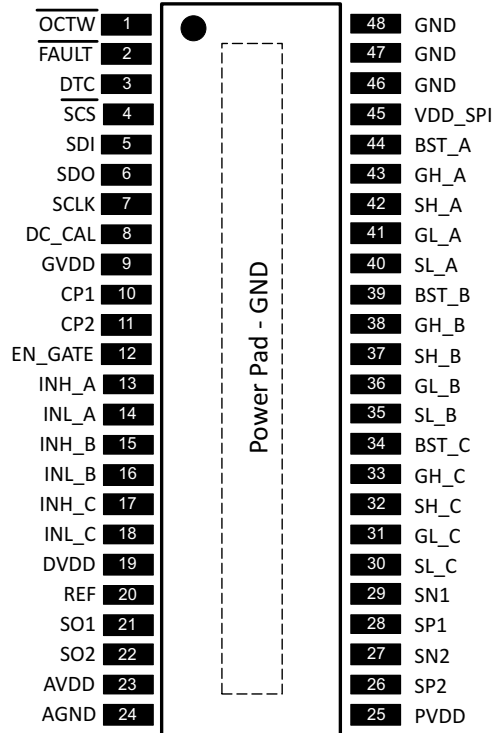 OCTW 1
FAULT 2
DTC 3
SCS 4
SDI 5
SDO 6
SCLK 7
DC_CAL 8
GVDD 9
CP1 10
CP2 11
EN_GATE 12
INH_A 13
INL_A 14
INH_B 15
INL_B 16
INH_C 17
INL_C 18
DVDD 19
REF 20
SO1 21
SO2 22
AVDD 23
AGND 24
Power Pad - GND
48 GND
47 GND
46 GND
45 VDD_SPI
44 BST_A
43 GH_A
42 SH_A
41 GL_A
40 SL_A
39 BST_B
38 GH_B
37 SH_B
36 GL_B
35 SL_B
34 BST_C
33 GH_C
32 SH_C
31 GL_C
30 SL_C
29 SN1
28 SP1
27 SN2
26 SP2
25 PVDD